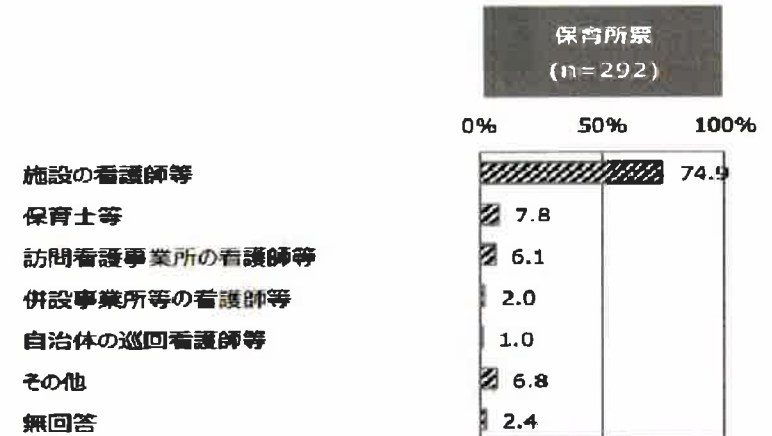 保育所票
(n=292)
0% 50% 100%
施設の看護師等 74.9
保育士等 7.8
訪問看護事業所の看護師等 6.1
併設事業所等の看護師等 2.0
自治体の巡回看護師等 1.0
その他 6.8
無回答 2.4